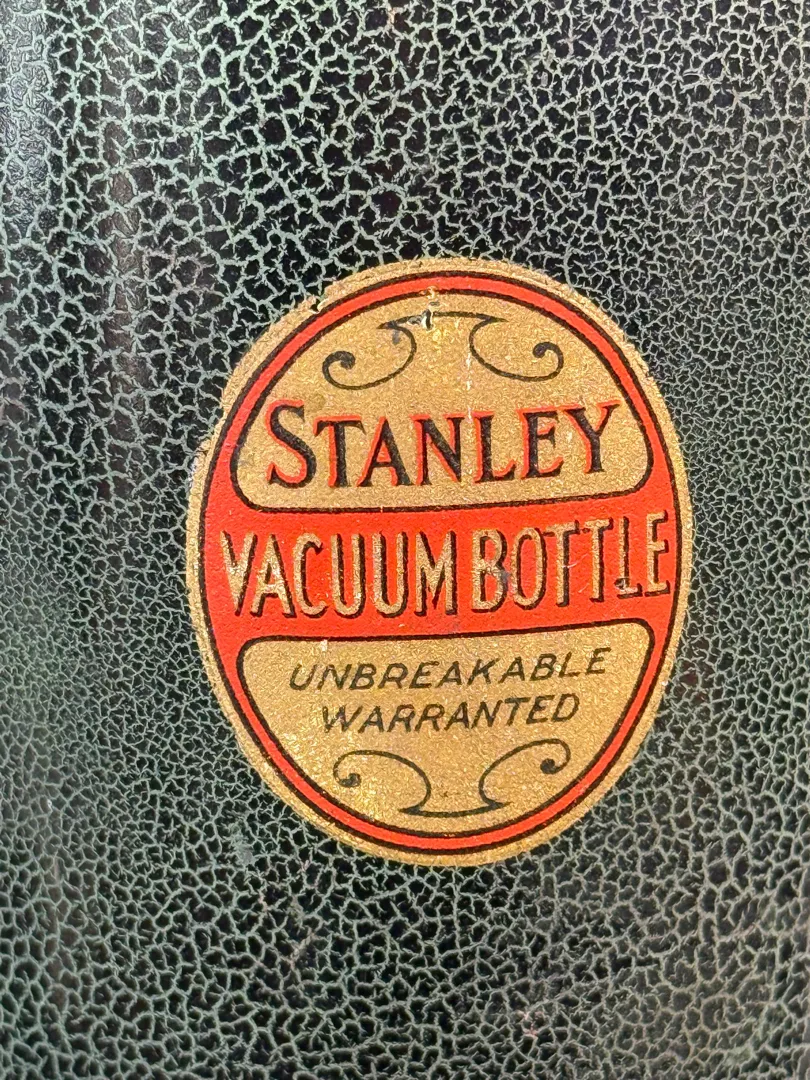 STANLEY
VACUUM BOTTLE
UNBREAKABLE
WARRANTED